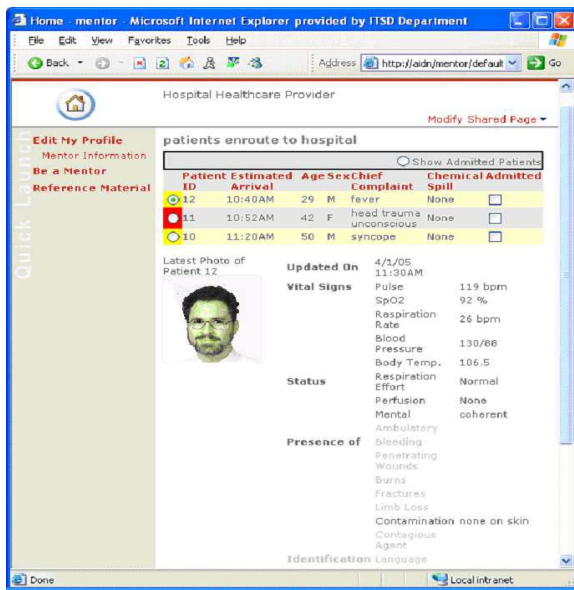 Home - mentor - Microsoft Internet Explorer provided by ITSD Department
File Edit View Favorites Tools Help
Back Address http://aidn/mentor/default Go
Hospital Healthcare Provider
Modify Shared Page
Quick Launch
Edit My Profile
Mentor Information
Be a Mentor
Reference Material
patients enroute to hospital
Show Admitted Patients
Patient ID Estimated Arrival Age Sex Chief Complaint Chemical Spill Admitted
12 10:40AM 29 M fever None
11 10:52AM 42 F head trauma unconscious None
10 11:20AM 50 M syncope None
Latest Photo of Patient 12
Updated On 4/1/05 11:30AM
Vital Signs Pulse 119 bpm
SpO2 92 %
Respiration Rate 26 bpm
Blood Pressure 130/88
Body Temp. 106.5
Status Respiration Effort Normal
Perfusion None
Mental coherent
Ambulatory
Presence of Bleeding
Penetrating Wounds
Burns
Fractures
Limb Loss
Contamination none on skin
Contagious Agent
Identification Language
Done Local intranet